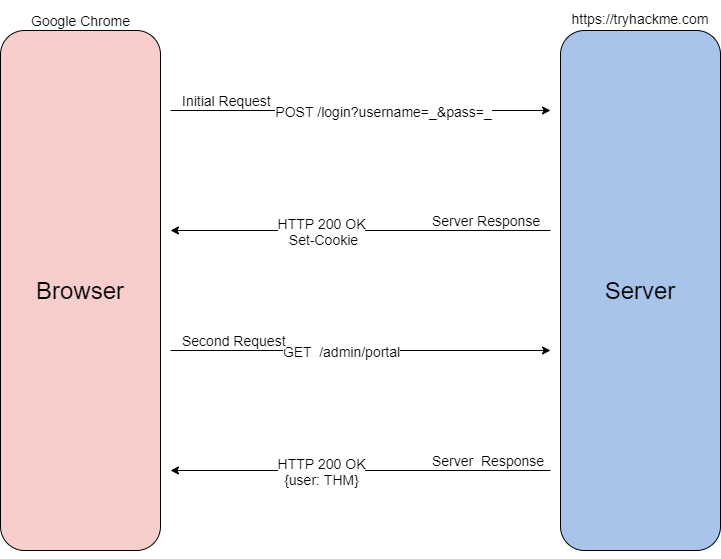 Google Chrome
https://tryhackme.com
Initial Request
POST /login?username=_&pass=_
HTTP 200 OK
Set-Cookie
Server Response
Browser
Server
Second Request
GET  /admin/portal
HTTP 200 OK
{user: THM}
Server  Response